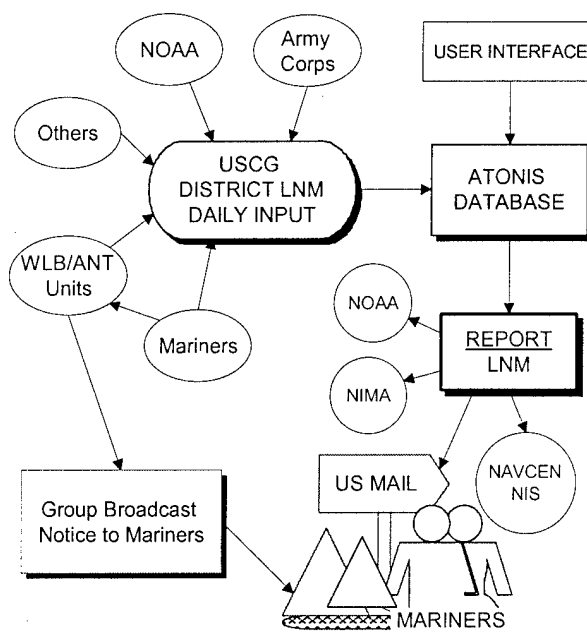 NOAA
Army
Corps
USER INTERFACE
Others
USCG
DISTRICT LNM
DAILY INPUT
ATONIS
DATABASE
WLB/ANT
Units
Mariners
NOAA
REPORT
LNM
NIMA
US MAIL
NAVCEN
NIS
Group Broadcast
Notice to Mariners
MARINERS